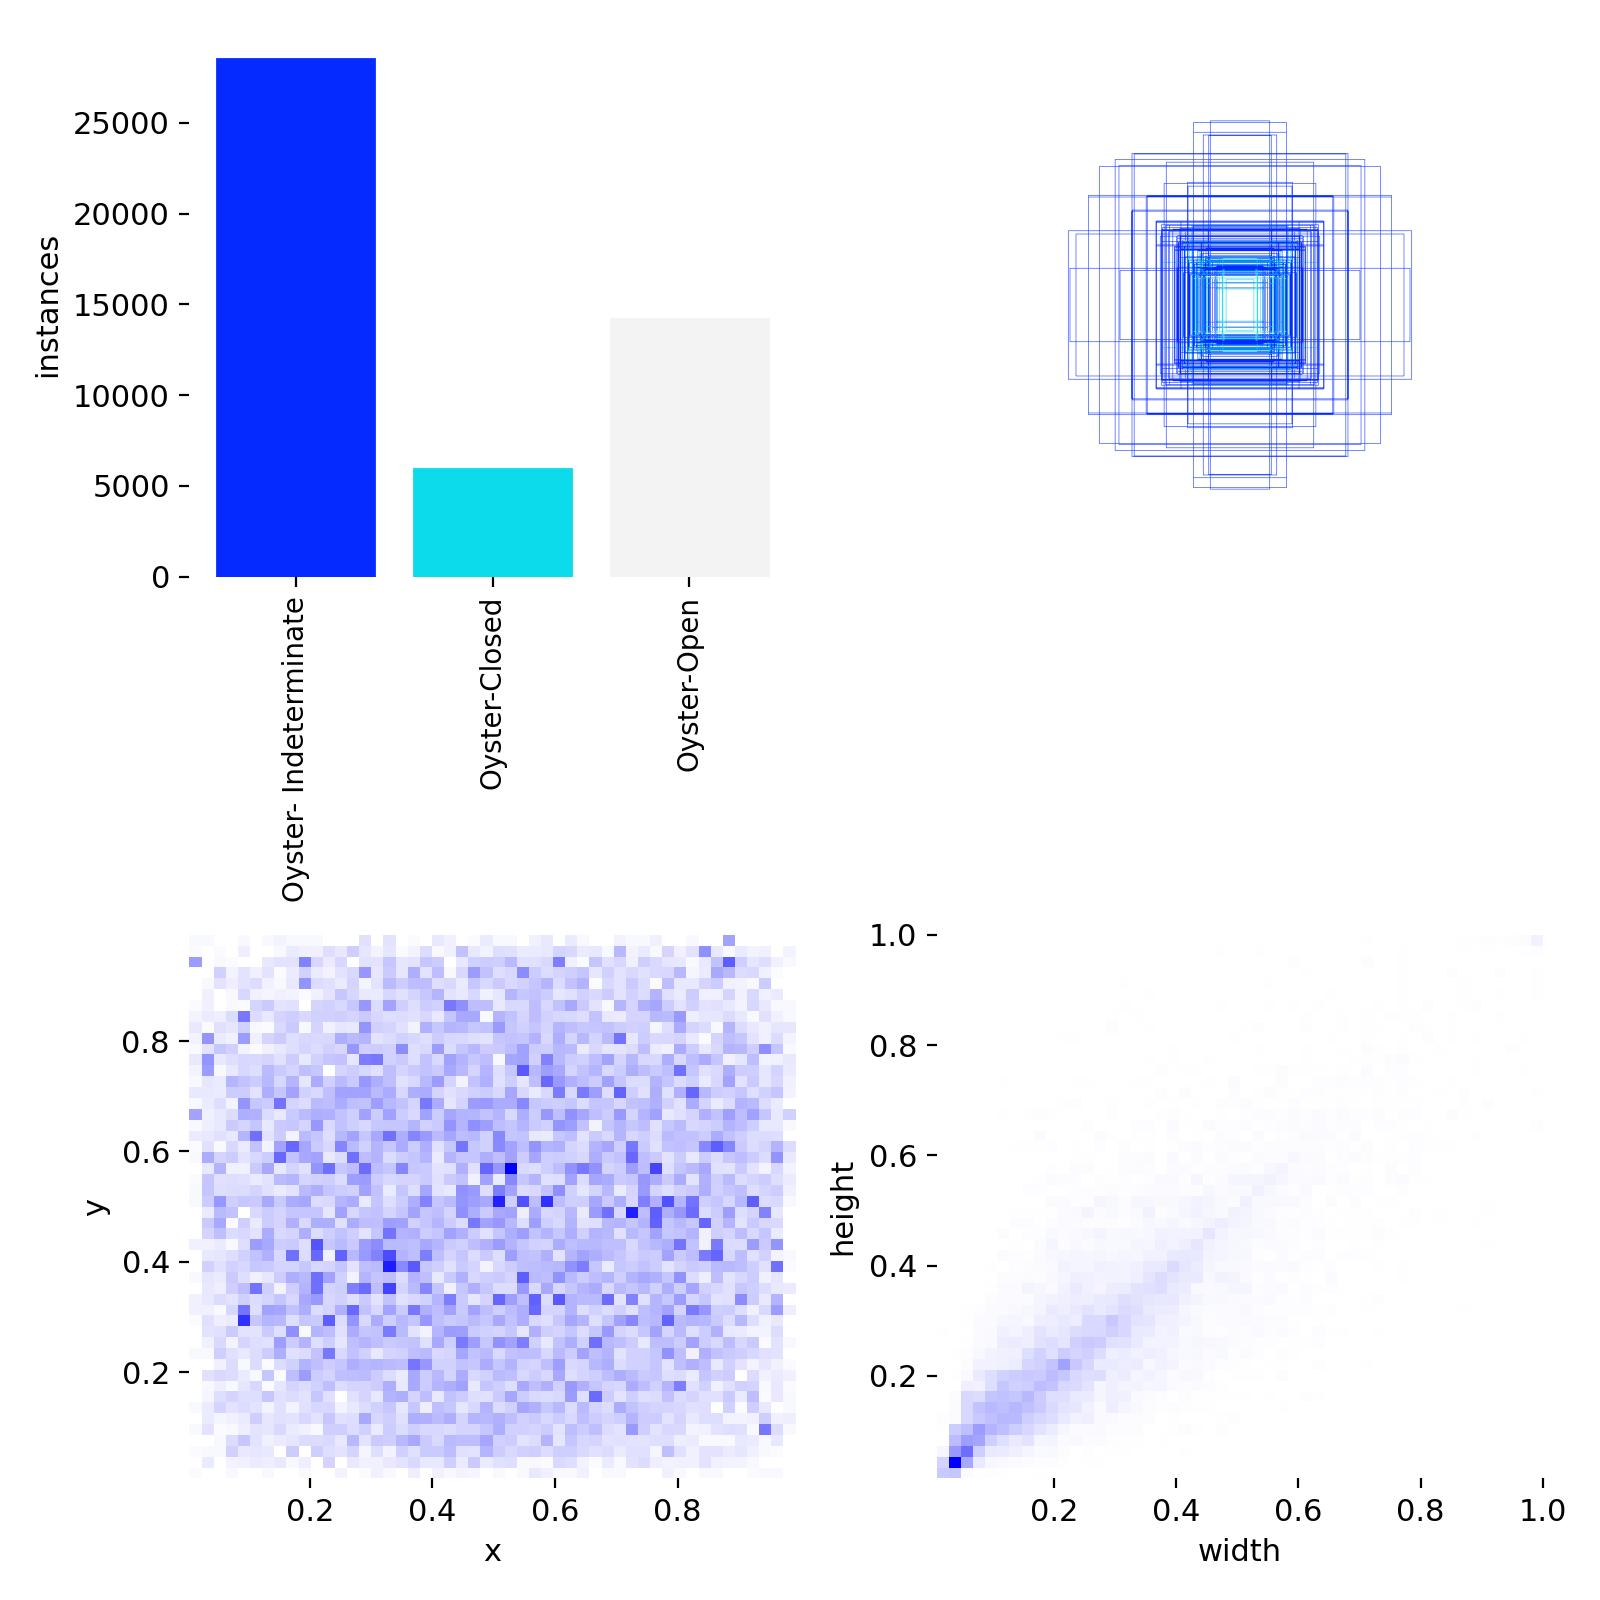 instances
25000
20000
15000
10000
5000
0
Oyster- Indeterminate
Oyster-Closed
Oyster-Open
y
0.8
0.6
0.4
0.2
0.2 0.4 0.6 0.8
x
height
1.0
0.8
0.6
0.4
0.2
0.2 0.4 0.6 0.8 1.0
width